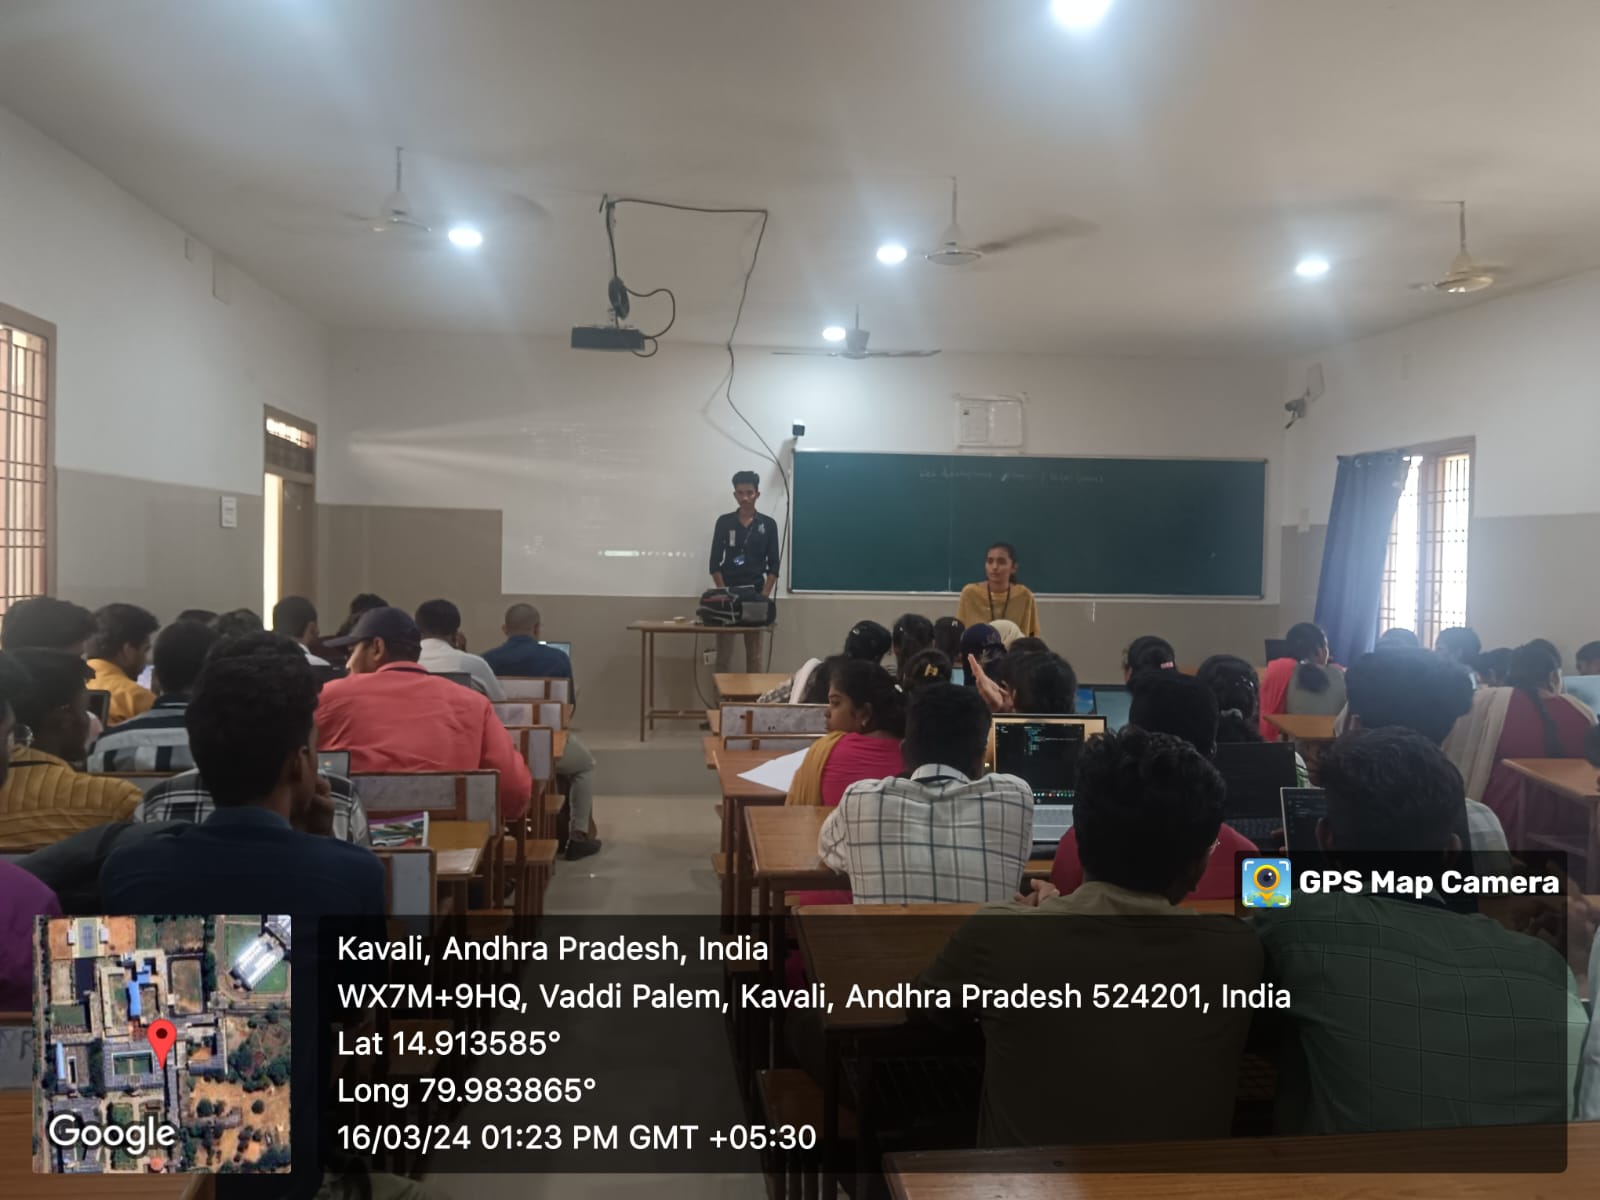 GPS Map Camera
Kavali, Andhra Pradesh, India
WX7M+9HQ, Vaddi Palem, Kavali, Andhra Pradesh 524201, India
Lat 14.913585°
Long 79.983865°
16/03/24 01:23 PM GMT +05:30
Google